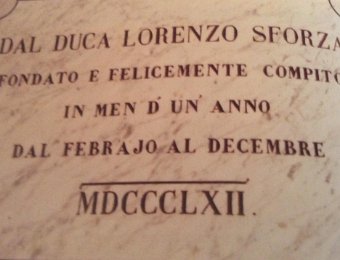 DAL DUCA LORENZO SFORZA
FONDATO E FELICEMENTE COMPITO
IN MEN D'UN ANNO
DAL FEBRAJO AL DECEMBRE
MDCCCLXII.